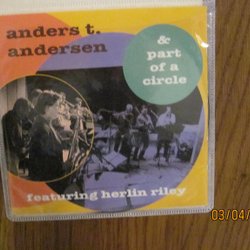 anders t.
andersen
& 
part
of a
circle
featuring herlin riley
03/04/